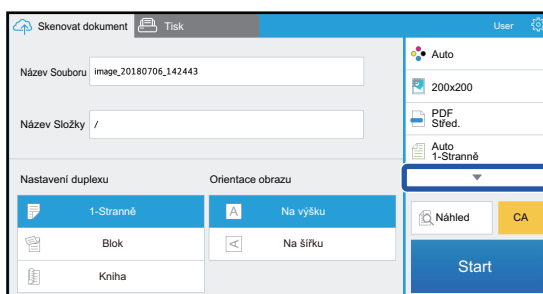 Skenovat dokument
Tisk
User
Název Souboru
image_20180706_142443
Název Složky
/
Nastavení duplexu
Orientace obrazu
1-Stranně
Blok
Kniha
A
Na výšku
A
Na šířku
Auto
200x200
PDF
Střed.
Auto
1-Stranně
Náhled
CA
Start